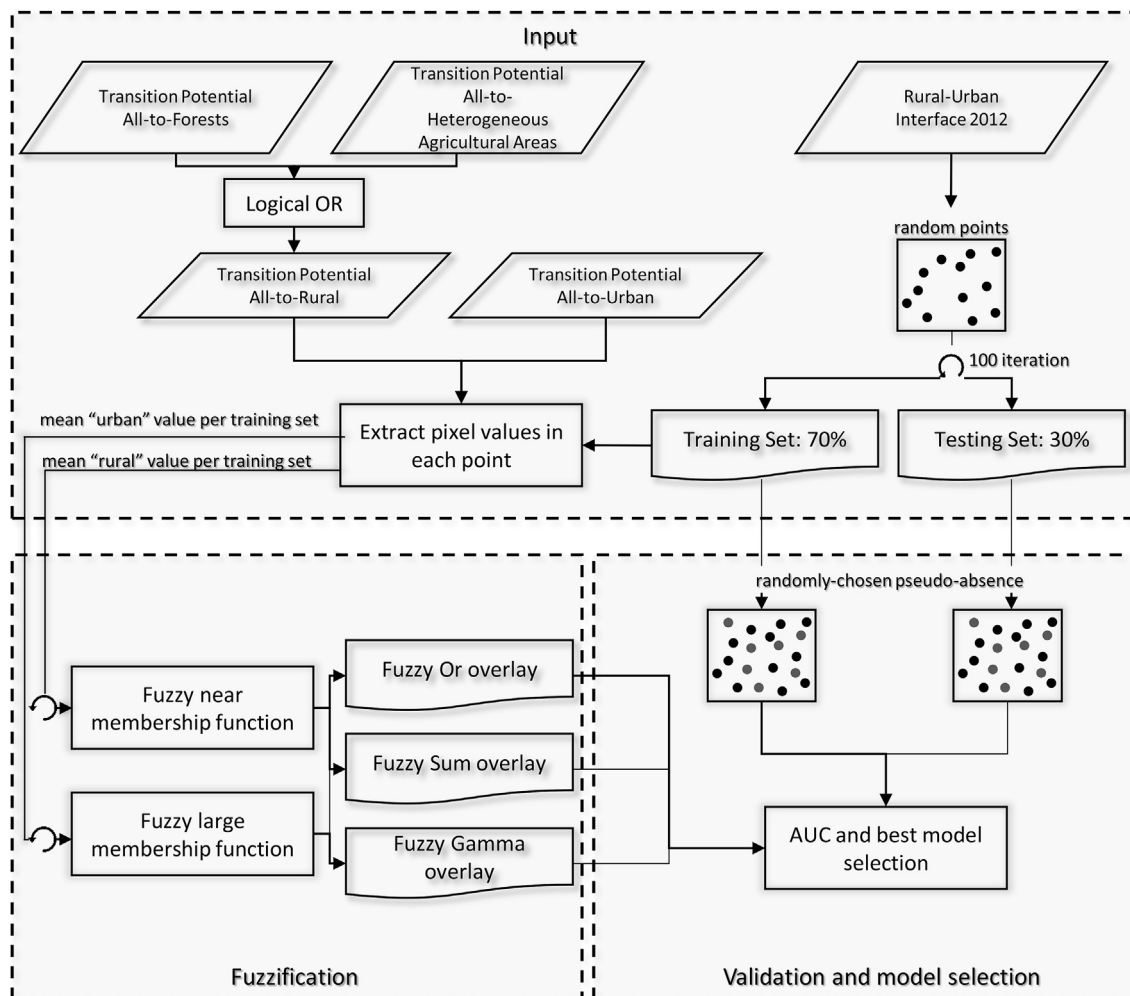 Input
Transition Potential
All-to-Forests
Transition Potential
All-to-
Heterogeneous
Agricultural Areas
Rural-Urban
Interface 2012
Logical OR
random points
Transition Potential
All-to-Rural
Transition Potential
All-to-Urban
100 iteration
mean “urban” value per training set
mean “rural” value per training set
Extract pixel values in
each point
Training Set: 70%
Testing Set: 30%
randomly-chosen pseudo-absence
Fuzzy near
membership function
Fuzzy large
membership function
Fuzzy Or overlay
Fuzzy Sum overlay
Fuzzy Gamma
overlay
AUC and best model
selection
Fuzzification
Validation and model selection